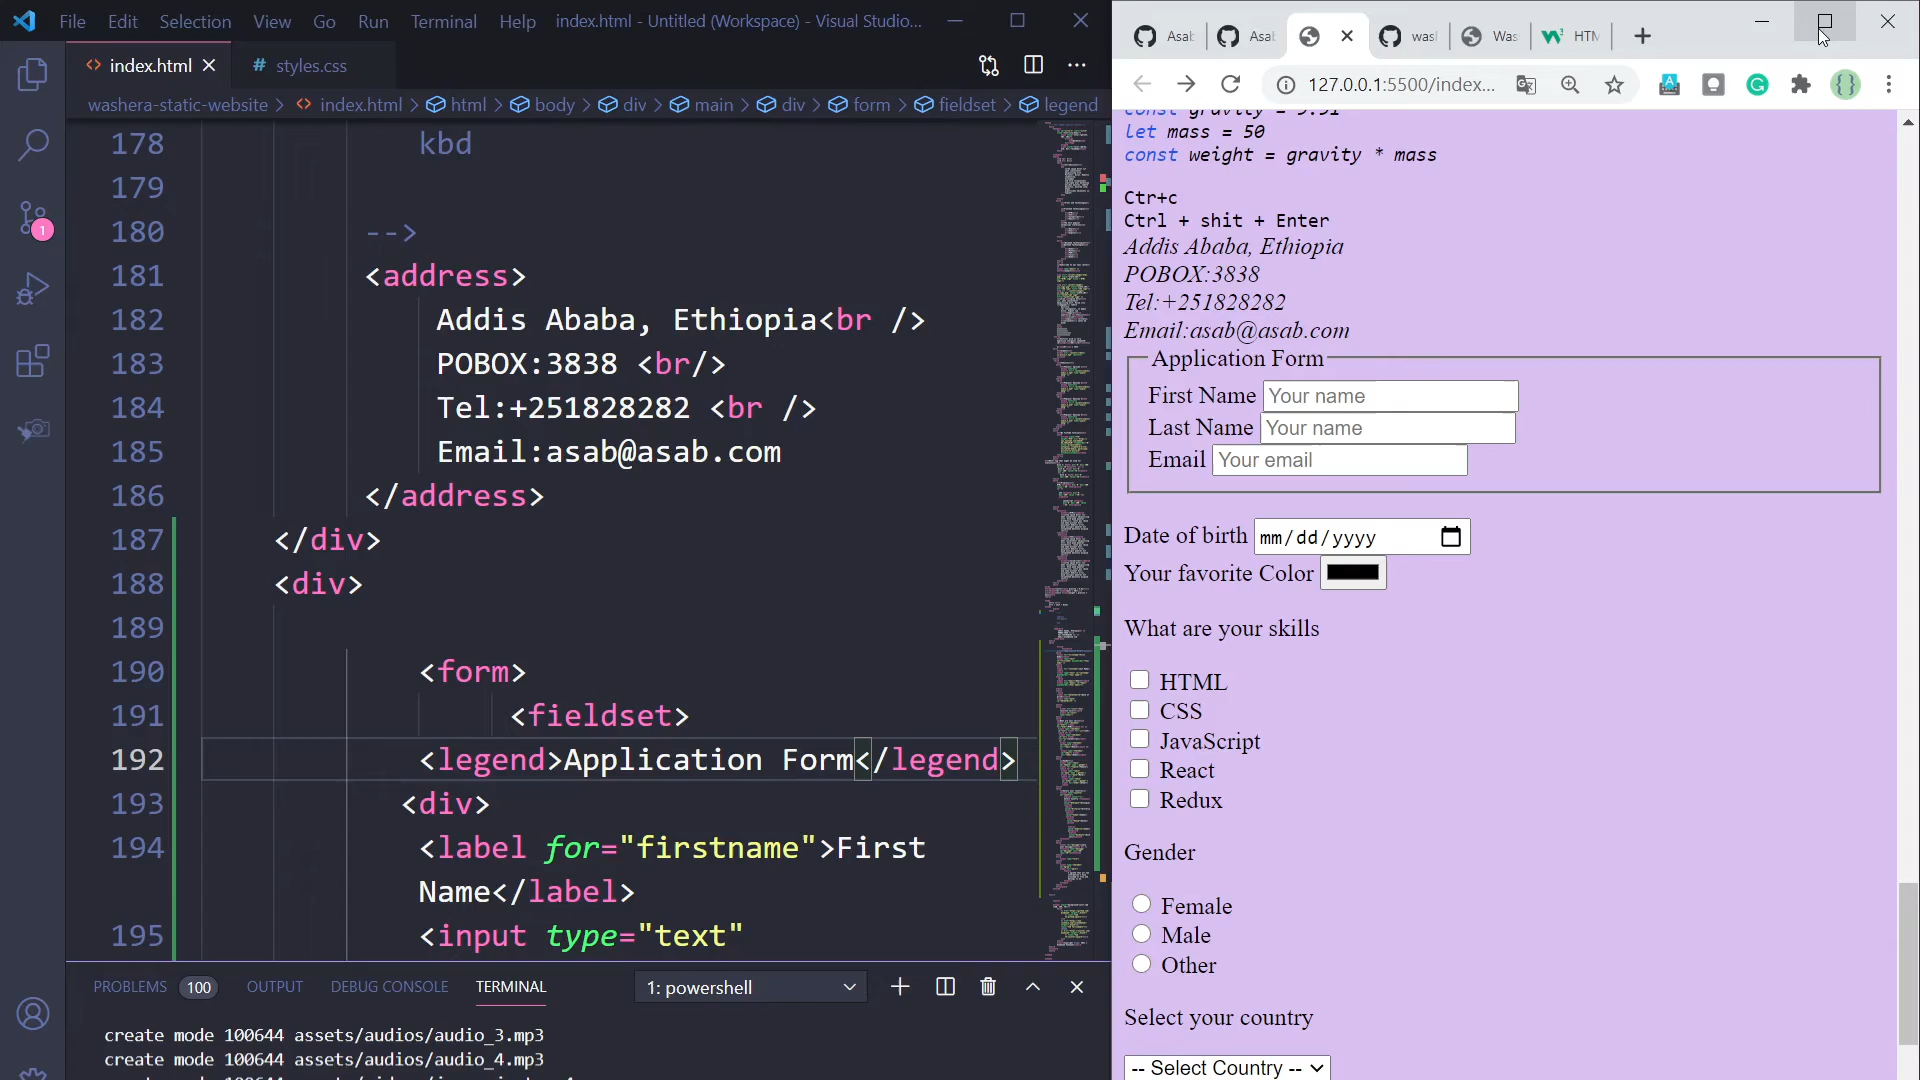 File Edit Selection View Go Run Terminal Help index.html - Untitled (Workspace) - Visual Studio...
index.html
# styles.css
washera-static-website > index.html > html > body > div > main > div > form > fieldset > legend
178 kbd
179
180 -->
181 <address>
182 Addis Ababa, Ethiopia<br />
183 POBOX:3838 <br/>
184 Tel:+251828282 <br />
185 Email:asab@asab.com
186 </address>
187 </div>
188 <div>
189
190 <form>
191 <fieldset>
192 <legend>Application Form</legend>
193 <div>
194 <label for="firstname">First
Name</label>
195 <input type="text"
1
PROBLEMS 100 OUTPUT DEBUG CONSOLE TERMINAL 1: powershell
create mode 100644 assets/audios/audio_3.mp3
create mode 100644 assets/audios/audio_4.mp3
Asab
Asa
wash
Was
HTM
127.0.0.1:5500/index...
let mass = 50
const weight = gravity * mass
Ctr+c
Ctrl + shit + Enter
Addis Ababa, Ethiopia
POBOX:3838
Tel:+251828282
Email:asab@asab.com
Application Form
First Name Your name
Last Name Your name
Email Your email
Date of birth mm/dd/yyyy
Your favorite Color
What are your skills
HTML
CSS
JavaScript
React
Redux
Gender
Female
Male
Other
Select your country
-- Select Country --